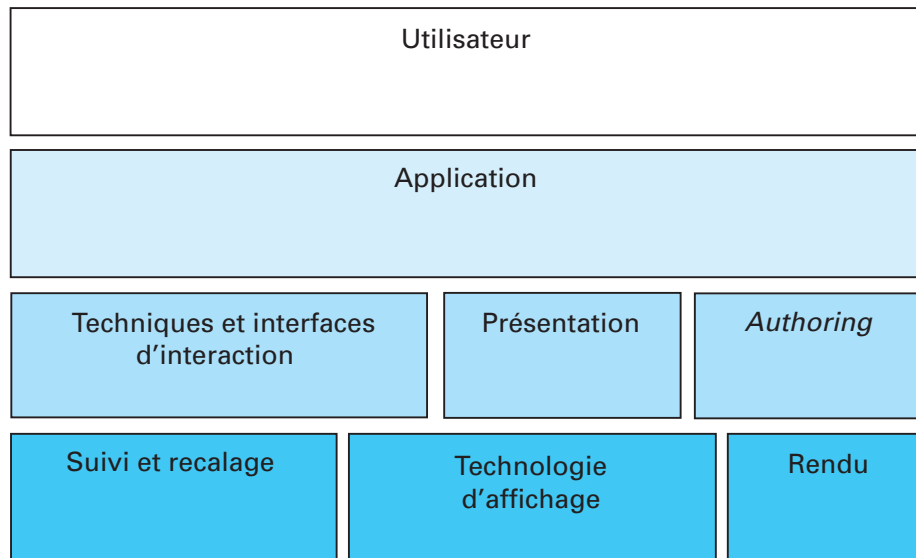 Utilisateur
Application
Techniques et interfaces
d’interaction
Présentation
Authoring
Suivi et recalage
Technologie
d’affichage
Rendu